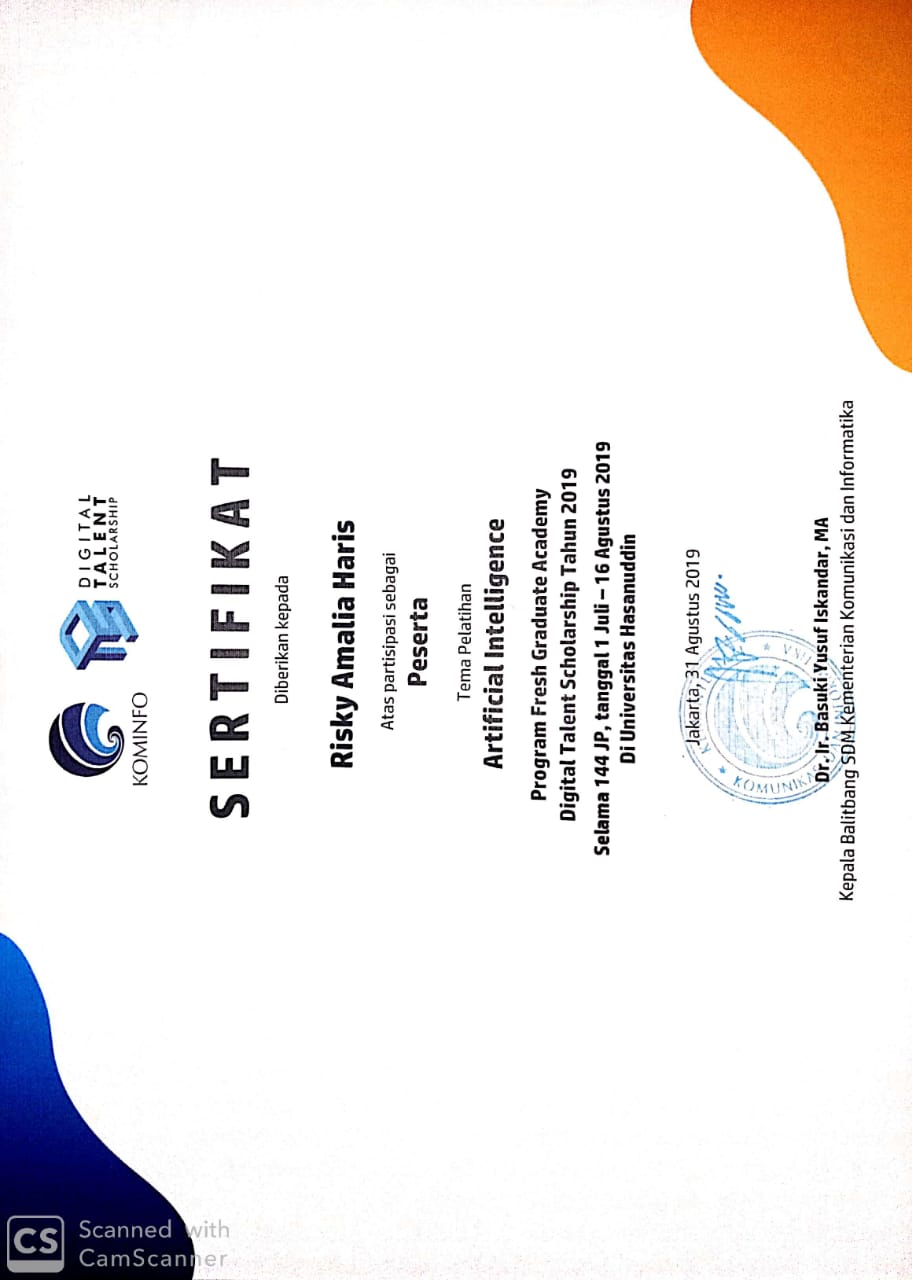 CS
Scanned with
CamScanner
KOMINFO
DIGITAL
TALENT
SCHOLARSHIP
SERTIFIKAT
Diberikan kepada
Risky Amalia Haris
Atas partisipasi sebagai
Peserta
Tema Pelatihan
Artificial Intelligence
Program Fresh Graduate Academy
Digital Talent Scholarship Tahun 2019
Selama 144 JP, tanggal 1 Juli – 16 Agustus 2019
Di Universitas Hasanuddin
Jakarta, 31 Agustus 2019
Dr. Ir. Basuki Yusuf Iskandar, MA
Kepala Balitbang SDM Kementerian Komunikasi dan Informatika